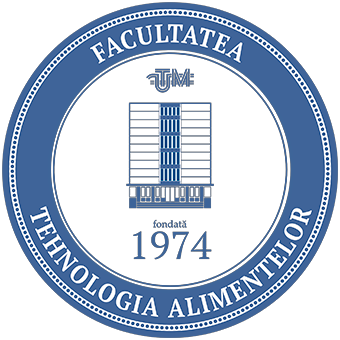 FACULTATEA
UTM
fondată
1974
TEHNOLOGIA ALIMENTELOR